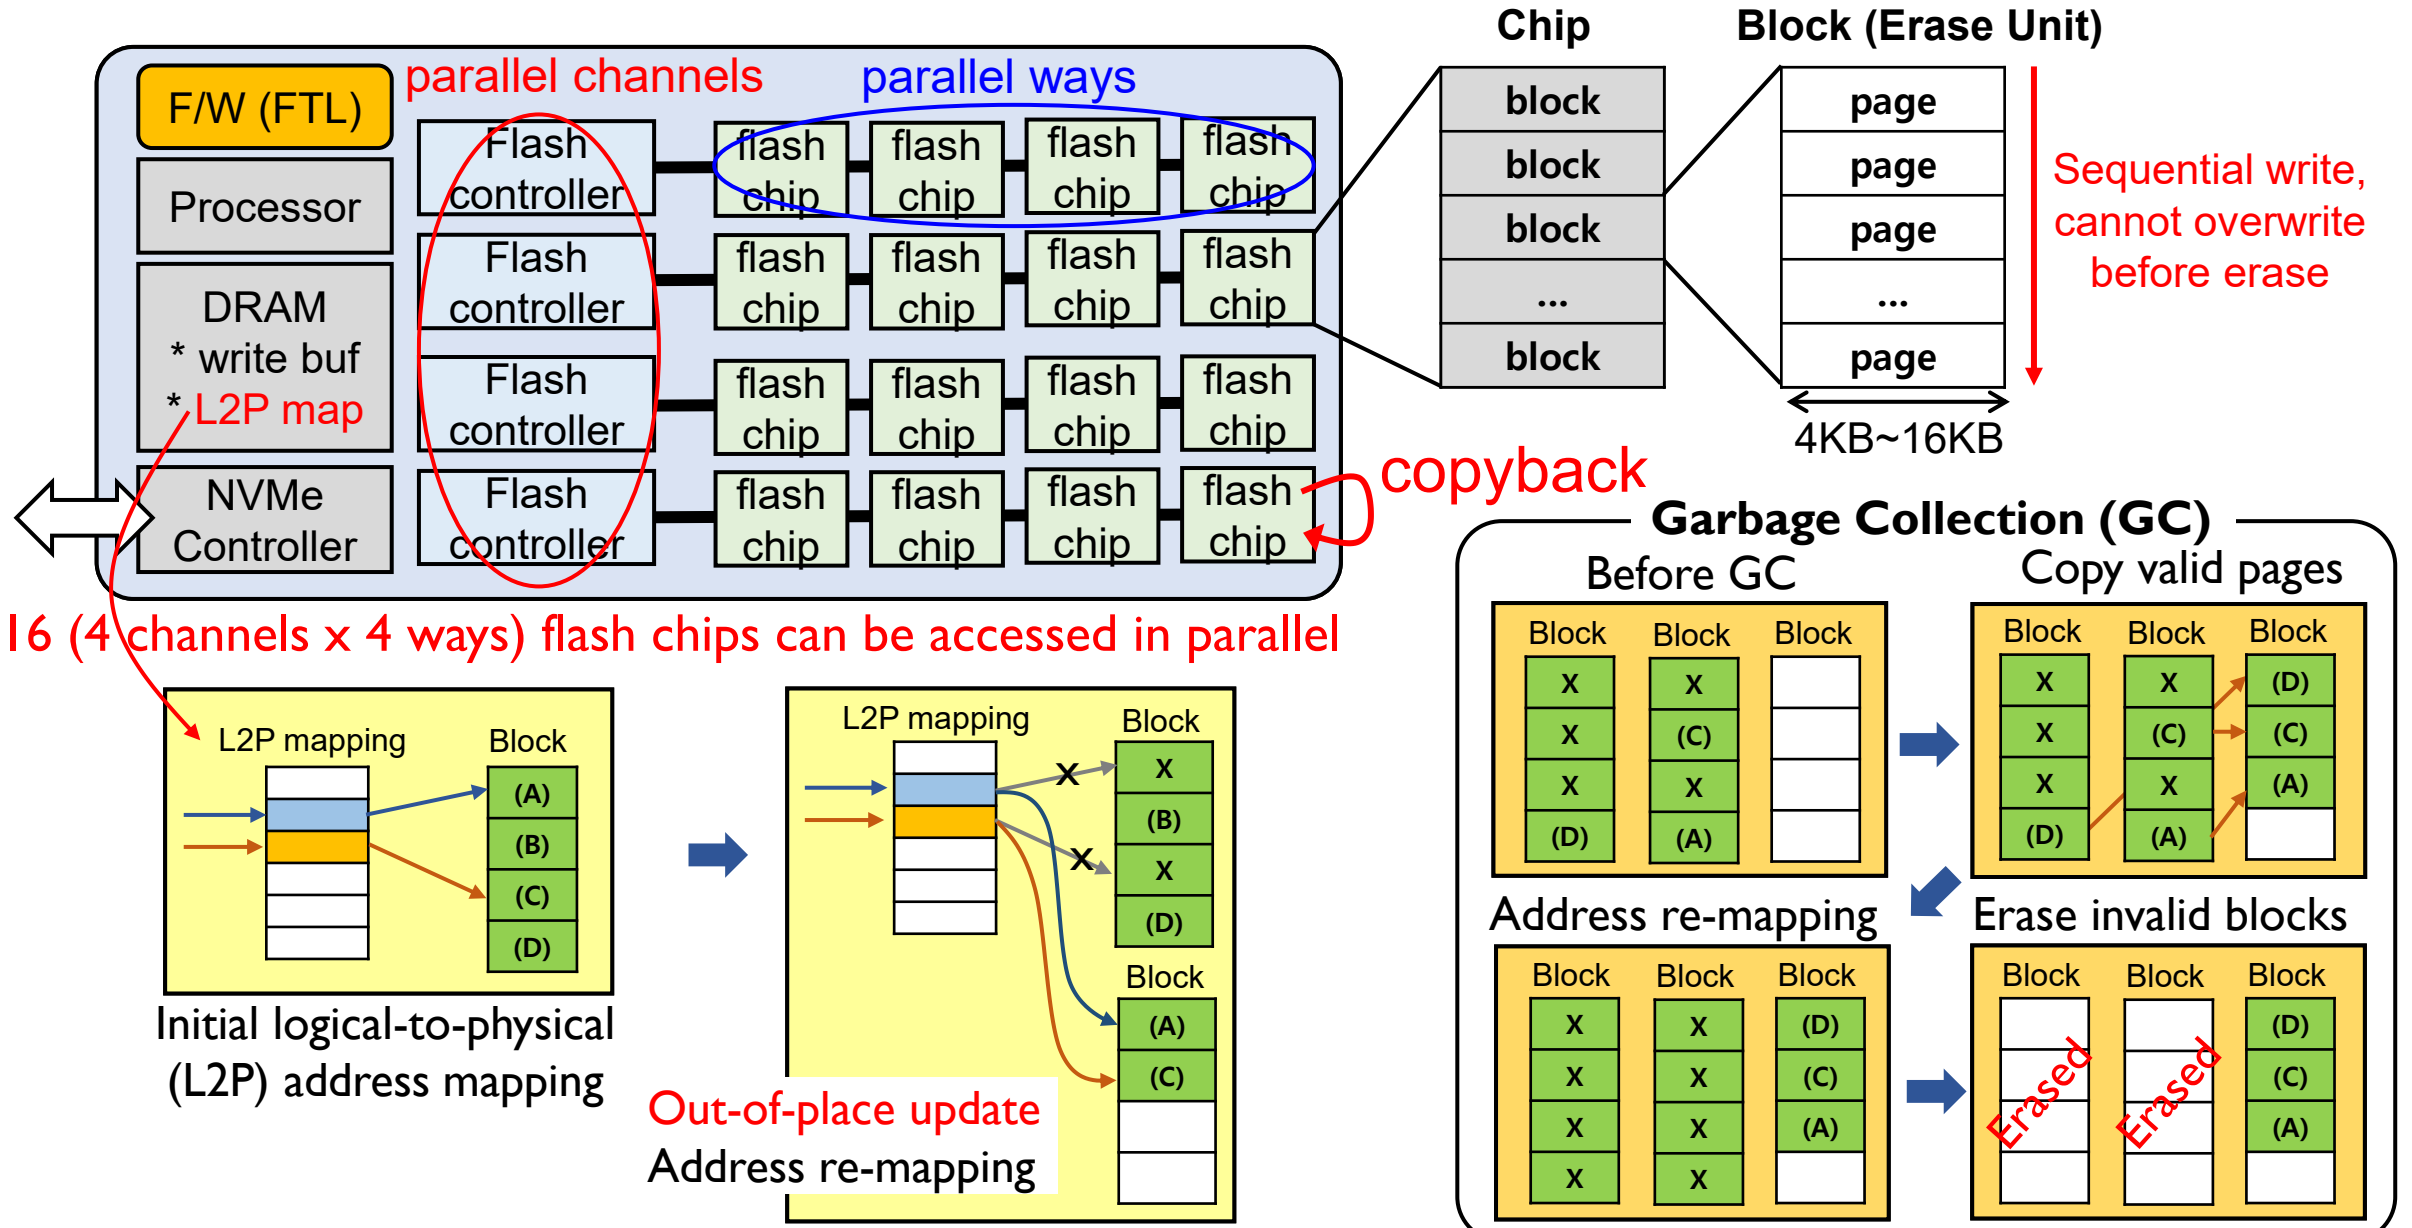 F/W (FTL)
Processor
DRAM
* write buf
* L2P map
NVMe
Controller
parallel channels
parallel ways
Flash
controller
flash
chip
flash
chip
flash
chip
flash
chip
Flash
controller
flash
chip
flash
chip
flash
chip
flash
chip
Flash
controller
flash
chip
flash
chip
flash
chip
flash
chip
Flash
controller
flash
chip
flash
chip
flash
chip
flash
chip
copyback
16 (4 channels x 4 ways) flash chips can be accessed in parallel
Chip
block
block
block
...
block
Block (Erase Unit)
page
page
page
...
page
4KB~16KB
Sequential write,
cannot overwrite
before erase
L2P mapping
Block
(A)
(B)
(C)
(D)
Initial logical-to-physical
(L2P) address mapping
L2P mapping
x
x
Block
X
(B)
X
(D)
Block
(A)
(C)
Out-of-place update
Address re-mapping
Garbage Collection (GC)
Before GC
Block
X
X
X
(D)
Block
X
(C)
X
(A)
Block
Copy valid pages
Block
X
X
X
(D)
Block
X
(C)
X
(A)
Block
(D)
(C)
(A)
Address re-mapping
Block
X
X
X
X
Block
X
X
X
X
Block
(D)
(C)
(A)
Erase invalid blocks
Block
Erased
Block
Erased
Block
(D)
(C)
(A)